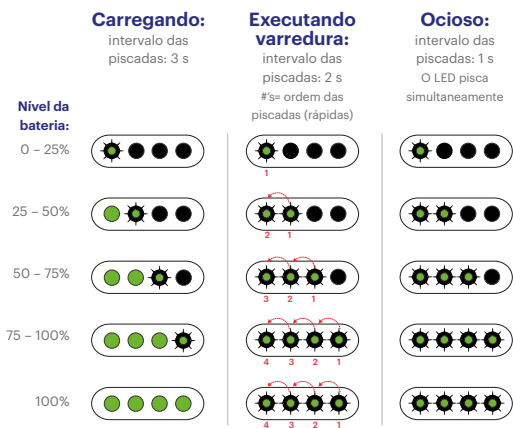 Carregando:
intervalo das
piscadas: 3 s
Executando
varredura:
intervalo das
piscadas: 2 s
#'s= ordem das
piscadas (rápidas)
Ocioso:
intervalo das
piscadas: 1 s
O LED pisca
simultaneamente
Nível da
bateria:
0 – 25%
1
25 – 50%
2 1
50 – 75%
3 2 1
75 – 100%
4 3 2 1
100%
4 3 2 1